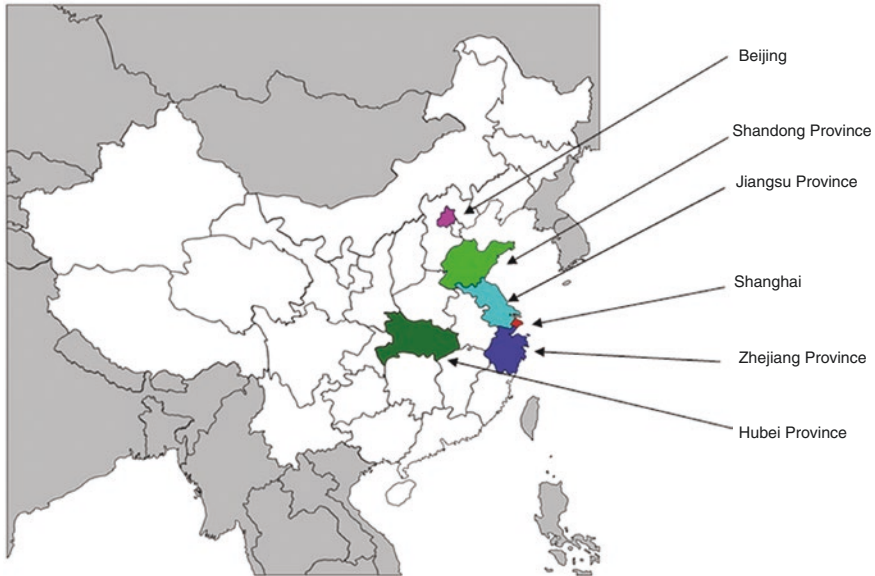 Beijing
Shandong Province
Jiangsu Province
Shanghai
Zhejiang Province
Hubei Province